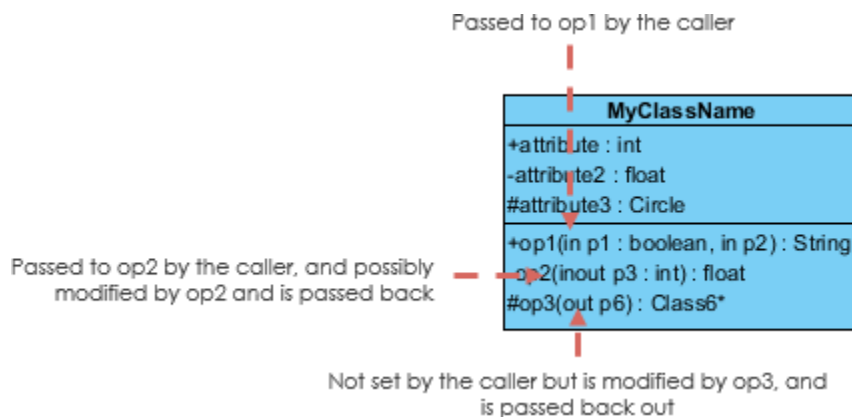 Passed to op1 by the caller
MyClassName
+attribute : int
-attribute2 : float
#attribute3 : Circle
+op1(in p1 : boolean, in p2) : String
op2(inout p3 : int) : float
#op3(out p6) : Class6*
Passed to op2 by the caller, and possibly
modified by op2 and is passed back
Not set by the caller but is modified by op3, and
is passed back out